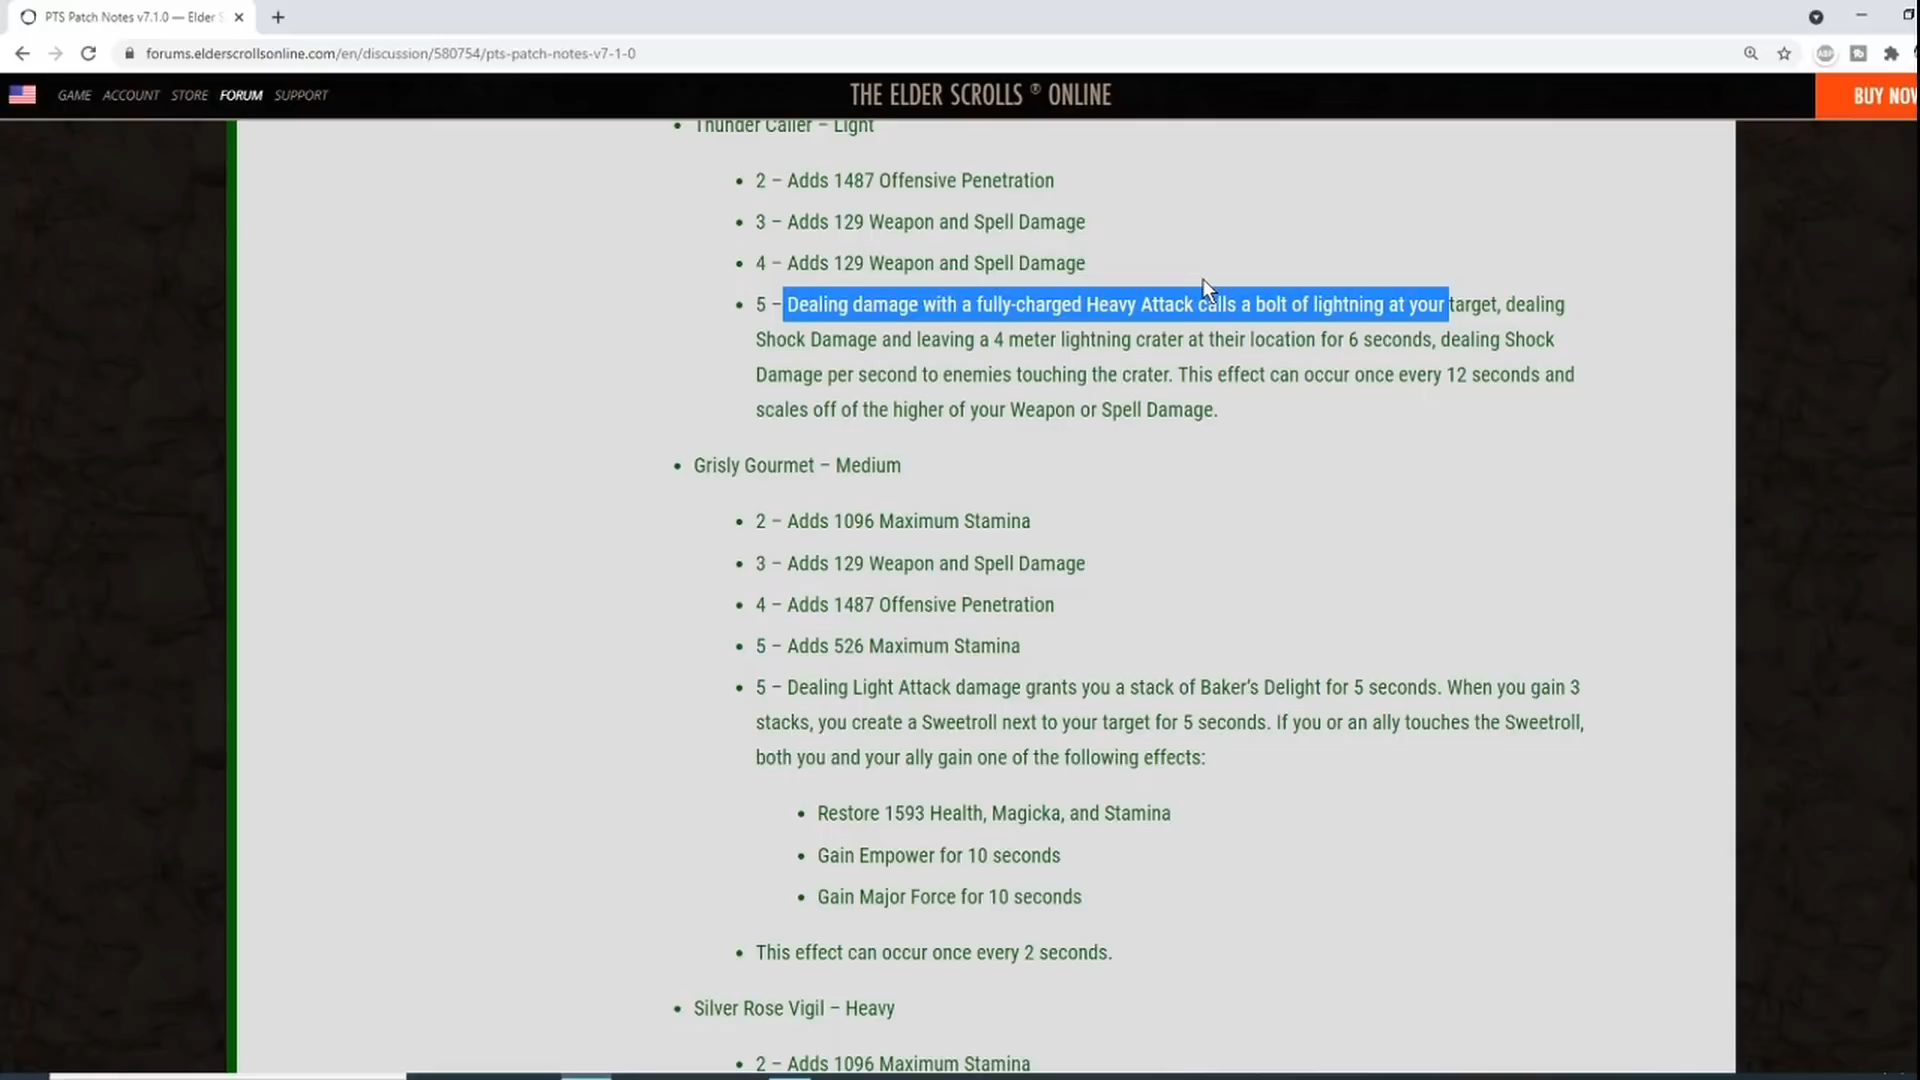 PTS Patch Notes v7.1.0 — Elder S
forums.elderscrollsonline.com/en/discussion/580754/pts-patch-notes-v7-1-0
GAME ACCOUNT STORE FORUM SUPPORT
THE ELDER SCROLLS ® ONLINE
BUY NOW
• Thunder Caller – Light
• 2 – Adds 1487 Offensive Penetration
• 3 – Adds 129 Weapon and Spell Damage
• 4 – Adds 129 Weapon and Spell Damage
• 5 – Dealing damage with a fully-charged Heavy Attack calls a bolt of lightning at your target, dealing
Shock Damage and leaving a 4 meter lightning crater at their location for 6 seconds, dealing Shock
Damage per second to enemies touching the crater. This effect can occur once every 12 seconds and
scales off of the higher of your Weapon or Spell Damage.
• Grisly Gourmet – Medium
• 2 – Adds 1096 Maximum Stamina
• 3 – Adds 129 Weapon and Spell Damage
• 4 – Adds 1487 Offensive Penetration
• 5 – Adds 526 Maximum Stamina
• 5 – Dealing Light Attack damage grants you a stack of Baker’s Delight for 5 seconds. When you gain 3
stacks, you create a Sweetroll next to your target for 5 seconds. If you or an ally touches the Sweetroll,
both you and your ally gain one of the following effects:
• Restore 1593 Health, Magicka, and Stamina
• Gain Empower for 10 seconds
• Gain Major Force for 10 seconds
• This effect can occur once every 2 seconds.
• Silver Rose Vigil – Heavy
• 2 – Adds 1096 Maximum Stamina